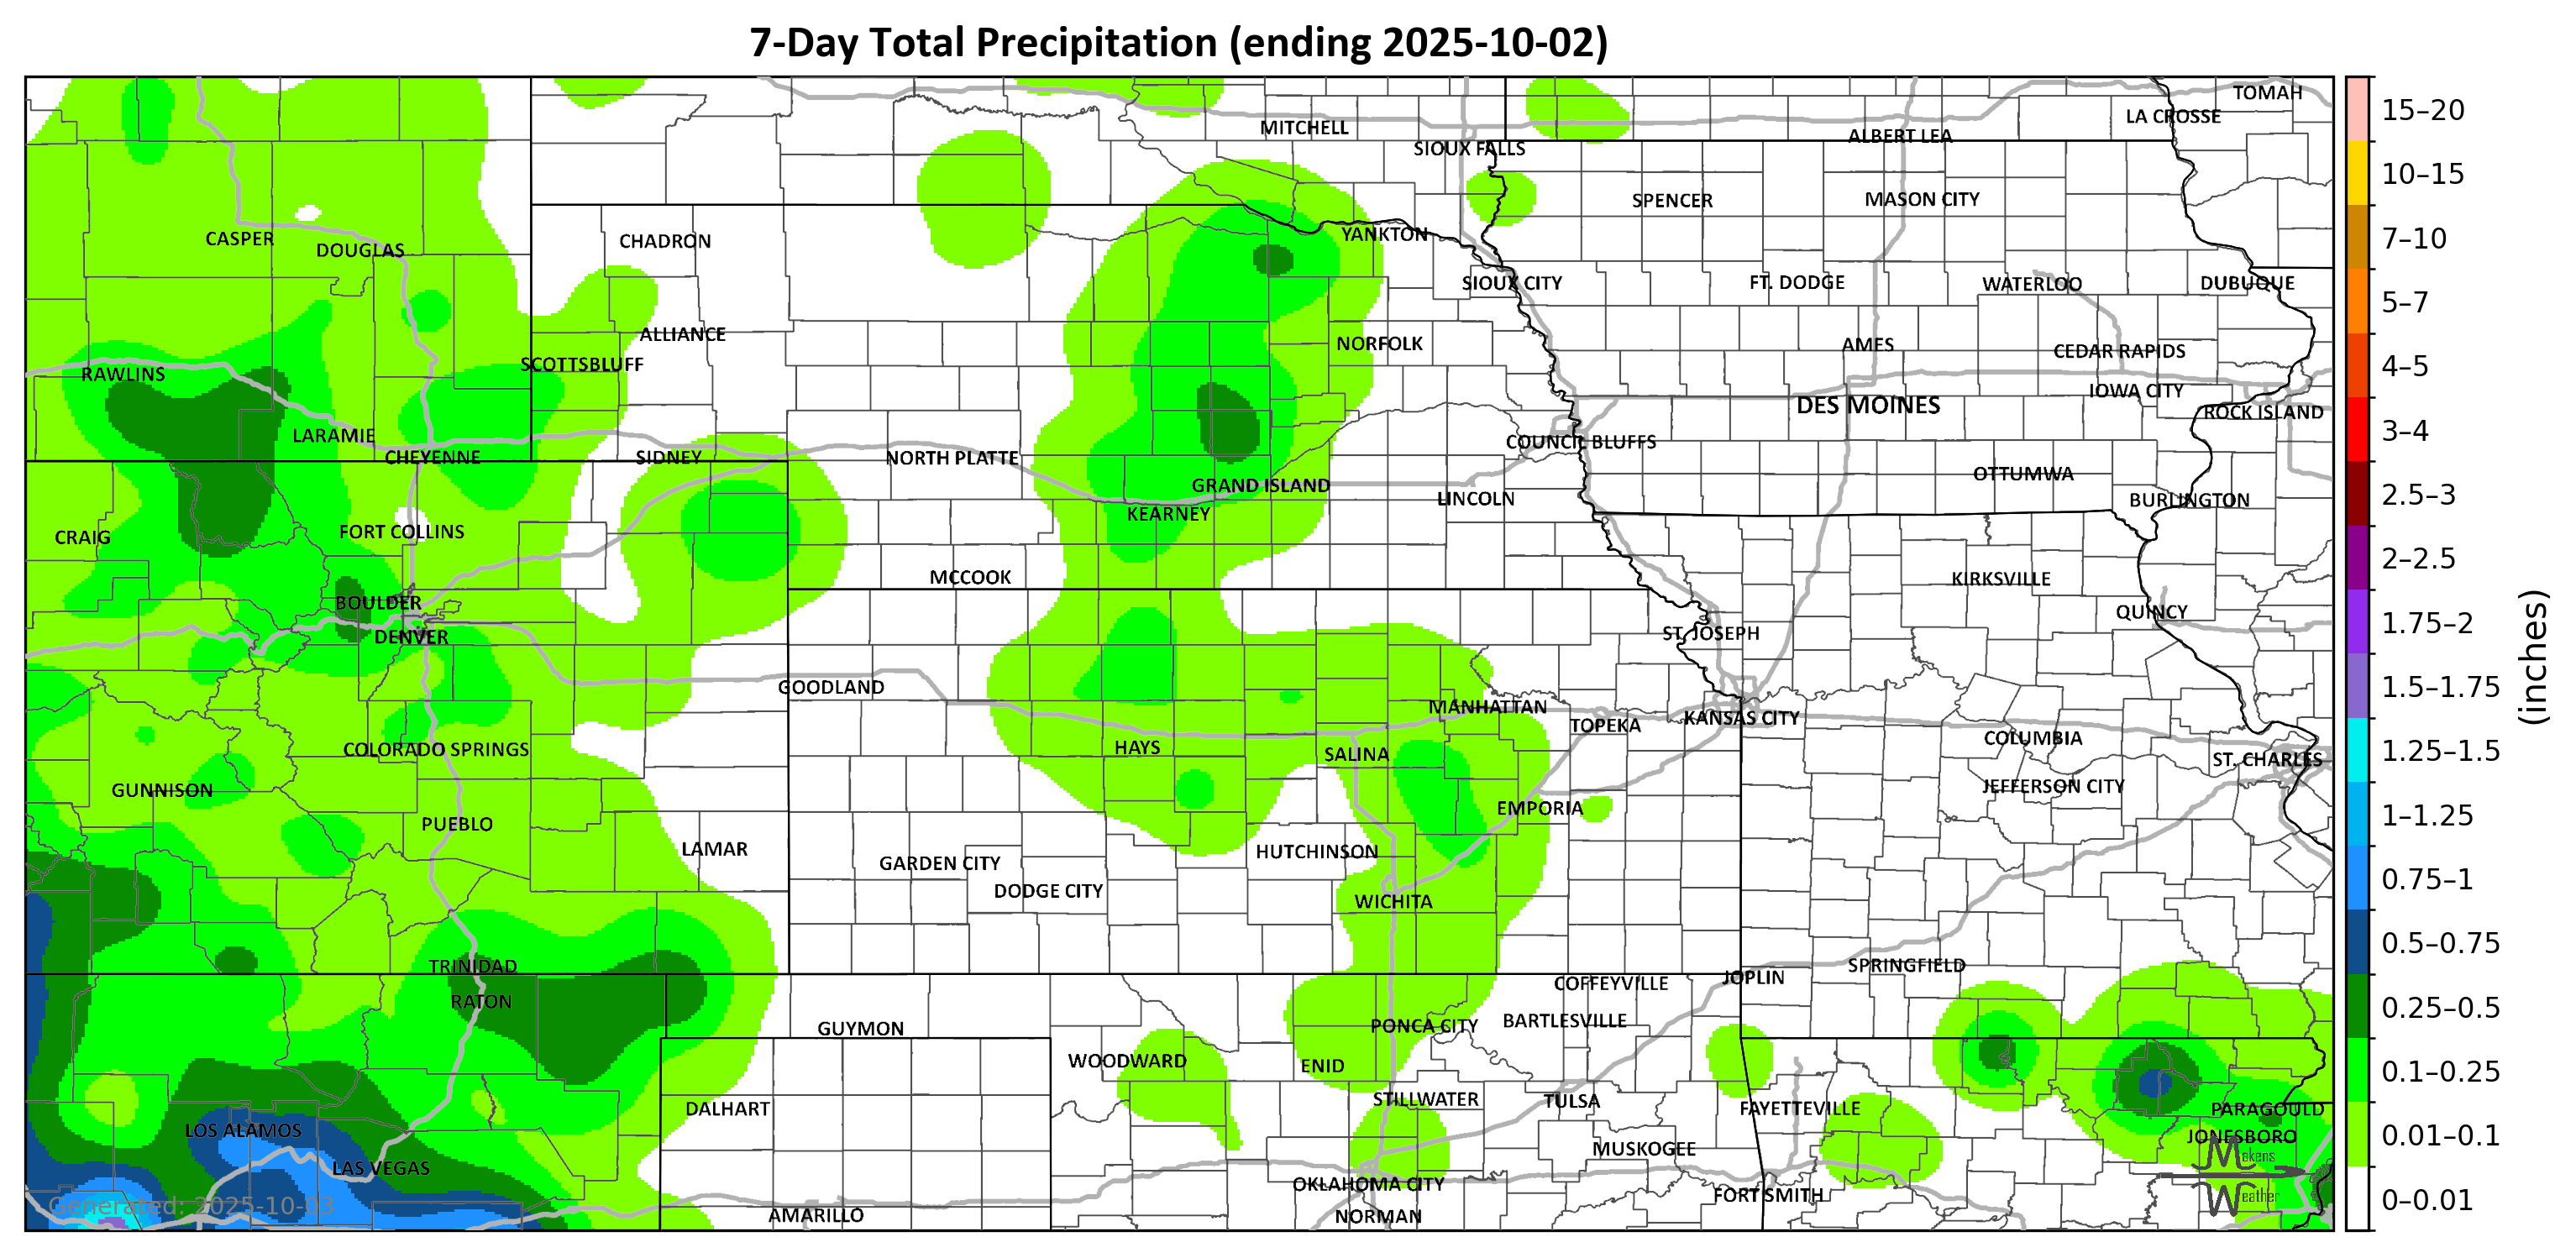 7-Day Total Precipitation (ending 2025-10-02)
TOMAH
LA CROSSE
MITCHELL
ALBERT LEA
SIOUX FALLS
SPENCER
MASON CITY
CASPER
DOUGLAS
CHADRON
YANKTON
SIOUX CITY
FT. DODGE
WATERLOO
DUBUQUE
ALLIANCE
NORFOLK
AMES
CEDAR RAPIDS
SCOTTSBLUFF
RAWLINS
IOWA CITY
DES MOINES
ROCK ISLAND
LARAMIE
COUNCIL BLUFFS
CHEYENNE
SIDNEY
NORTH PLATTE
OTTUMWA
GRAND ISLAND
LINCOLN
BURLINGTON
KEARNEY
CRAIG
FORT COLLINS
MCCOOK
KIRKSVILLE
BOULDER
QUINCY
DENVER
ST. JOSEPH
GOODLAND
MANHATTAN
TOPEKA
KANSAS CITY
COLUMBIA
COLORADO SPRINGS
HAYS
SALINA
ST. CHARLES
GUNNISON
JEFFERSON CITY
EMPORIA
PUEBLO
LAMAR
HUTCHINSON
GARDEN CITY
DODGE CITY
WICHITA
TRINIDAD
SPRINGFIELD
JOPLIN
COFFEYVILLE
RATON
GUYMON
PONCA CITY
BARTLESVILLE
WOODWARD
ENID
DALHART
STILLWATER
TULSA
FAYETTEVILLE
PARAGOULD
LOS ALAMOS
JONESBORO
MUSKOGEE
LAS VEGAS
OKLAHOMA CITY
FORT SMITH
AMARILLO
NORMAN
Generated: 2025-10-03
Makens
Weather
15–20
10–15
7–10
5–7
4–5
3–4
2.5–3
2–2.5
1.75–2
1.5–1.75
1.25–1.5
1–1.25
0.75–1
0.5–0.75
0.25–0.5
0.1–0.25
0.01–0.1
0–0.01
(inches)